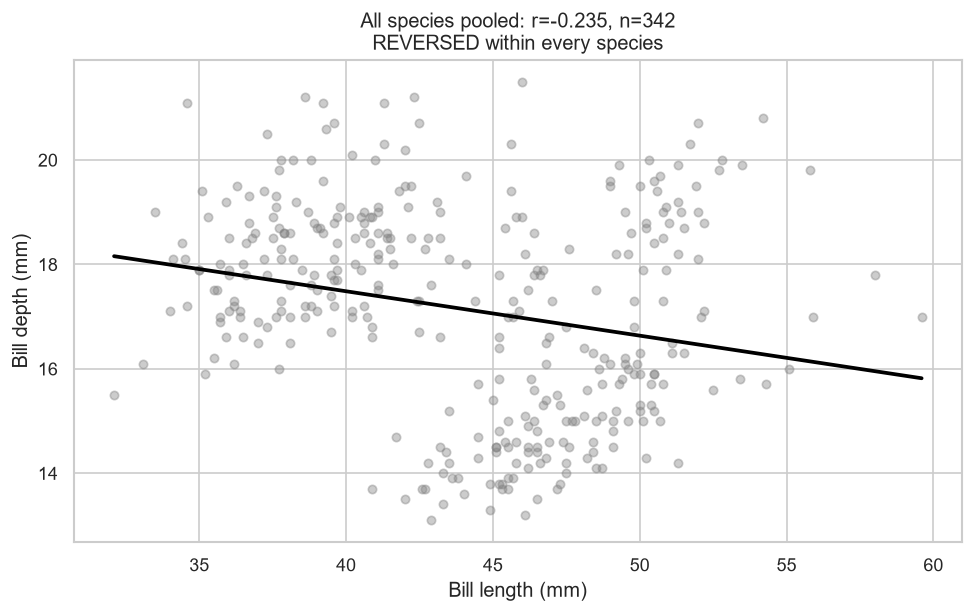 All species pooled: r=-0.235, n=342
REVERSED within every species
20
18
16
14
Bill depth (mm)
35
40
45
50
55
60
Bill length (mm)